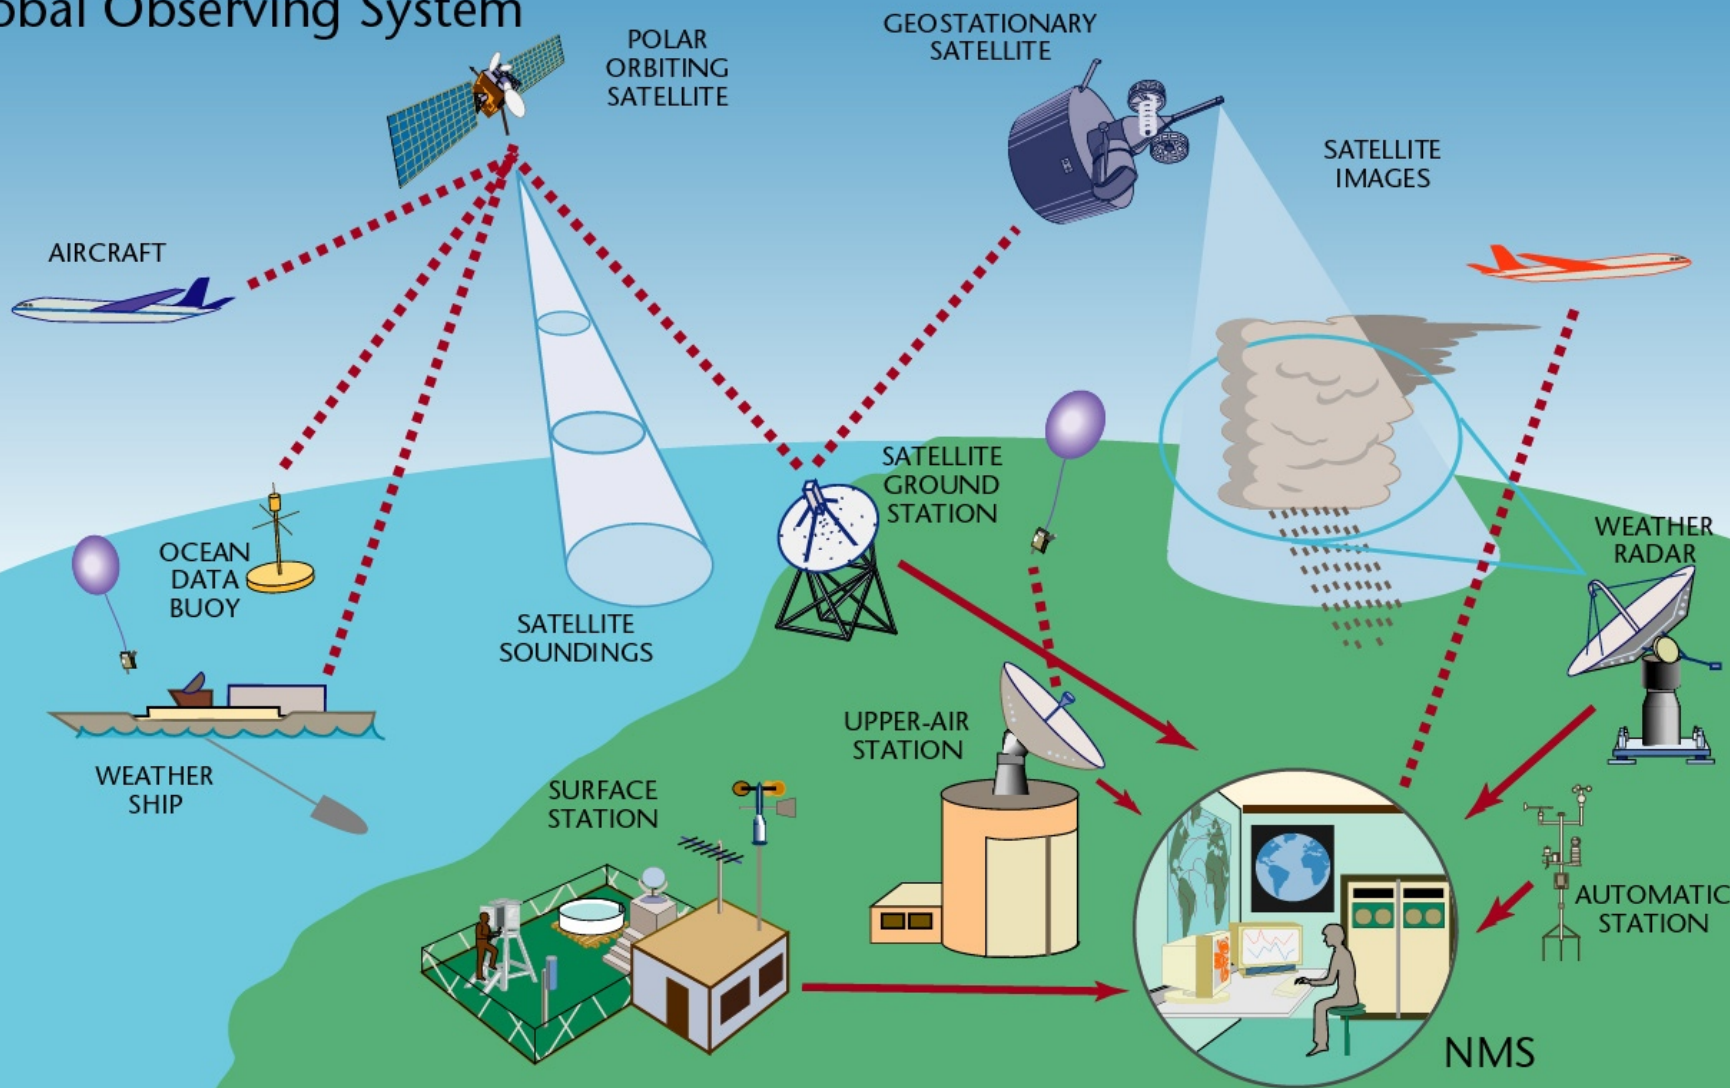 obal Observing System
POLAR
ORBITING
SATELLITE
GEOSTATIONARY
SATELLITE
SATELLITE
IMAGES
AIRCRAFT
SATELLITE
GROUND
STATION
WEATHER
RADAR
OCEAN
DATA
BUOY
SATELLITE
SOUNDINGS
UPPER-AIR
STATION
WEATHER
SHIP
SURFACE
STATION
AUTOMATIC
STATION
NMS